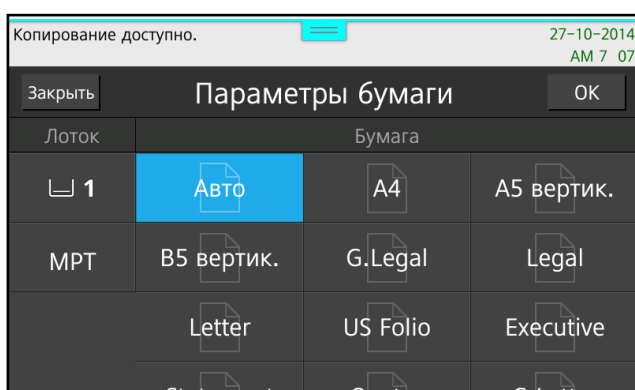 Копирование доступно.
27-10-2014
AM 7 07
Закрыть
Параметры бумаги
OK
Лоток
Бумага
1
Авто
A4
A5 вертик.
MPT
B5 вертик.
G.Legal
Legal
Letter
US Folio
Executive